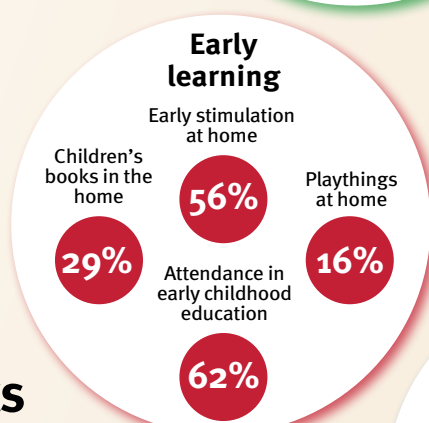 Early
learning
Early stimulation
at home
56%
Children's
books in the
home
29%
Playthings
at home
16%
Attendance in
early childhood
education
62%